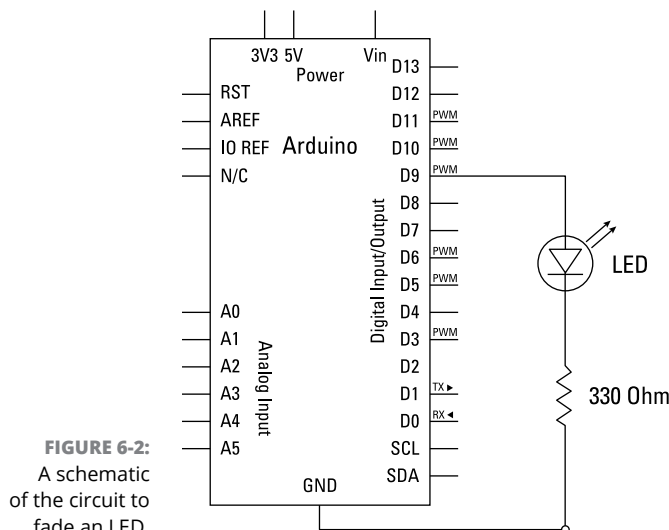 3V3 5V Vin
Power
D13
RST D12
AREF D11 PWM
IO REF Arduino D10 PWM
N/C D9 PWM
D8
D7
Digital Input/Output
D6 PWM
D5 PWM
LED
A0 D4
A1 D3 PWM
Analog Input
A2 D2
A3 D1 TX ▶
330 Ohm
A4 D0 RX ◀
A5 SCL
SDA
GND
FIGURE 6-2:
A schematic
of the circuit to
fade an LED.